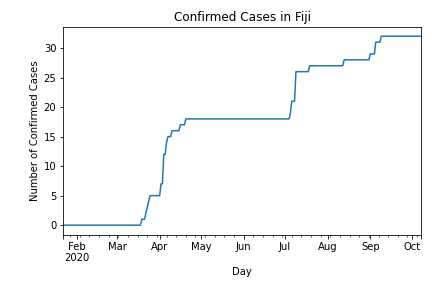 Confirmed Cases in Fiji
Number of Confirmed Cases
30
25
20
15
10
5
0
Feb Mar Apr May Jun Jul Aug Sep Oct
2020
Day